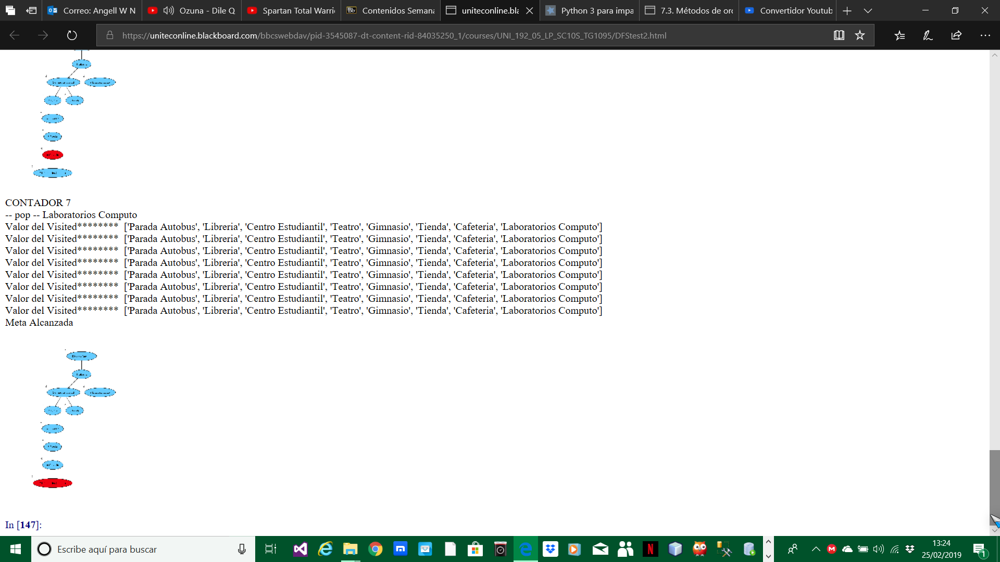 Correo: Angell W N
Ozuna - Dile Q
Spartan Total Warri
Bb Contenidos Semana
uniteconline.bla
Python 3 para impa
7.3. Métodos de ord
Convertidor Youtub
https://uniteconline.blackboard.com/bbcswebdav/pid-3545087-dt-content-rid-84035250_1/courses/UNI_192_05_LP_SC10S_TG1095/DFStest2.html
CONTADOR 7
-- pop -- Laboratorios Computo
Valor del Visited******** ['Parada Autobus', 'Libreria', 'Centro Estudiantil', 'Teatro', 'Gimnasio', 'Tienda', 'Cafeteria', 'Laboratorios Computo']
Valor del Visited******** ['Parada Autobus', 'Libreria', 'Centro Estudiantil', 'Teatro', 'Gimnasio', 'Tienda', 'Cafeteria', 'Laboratorios Computo']
Valor del Visited******** ['Parada Autobus', 'Libreria', 'Centro Estudiantil', 'Teatro', 'Gimnasio', 'Tienda', 'Cafeteria', 'Laboratorios Computo']
Valor del Visited******** ['Parada Autobus', 'Libreria', 'Centro Estudiantil', 'Teatro', 'Gimnasio', 'Tienda', 'Cafeteria', 'Laboratorios Computo']
Valor del Visited******** ['Parada Autobus', 'Libreria', 'Centro Estudiantil', 'Teatro', 'Gimnasio', 'Tienda', 'Cafeteria', 'Laboratorios Computo']
Valor del Visited******** ['Parada Autobus', 'Libreria', 'Centro Estudiantil', 'Teatro', 'Gimnasio', 'Tienda', 'Cafeteria', 'Laboratorios Computo']
Valor del Visited******** ['Parada Autobus', 'Libreria', 'Centro Estudiantil', 'Teatro', 'Gimnasio', 'Tienda', 'Cafeteria', 'Laboratorios Computo']
Valor del Visited******** ['Parada Autobus', 'Libreria', 'Centro Estudiantil', 'Teatro', 'Gimnasio', 'Tienda', 'Cafeteria', 'Laboratorios Computo']
Meta Alcanzada
In [147]:
Escribe aquí para buscar
13:24
25/02/2019
1